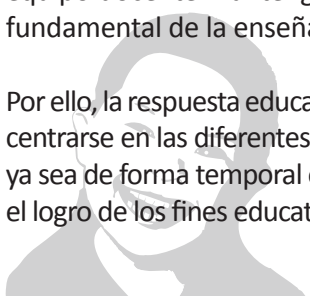 fundamental de la enseña
Por ello, la respuesta educa
centrarse en las diferentes
ya sea de forma temporal
el logro de los fines educat